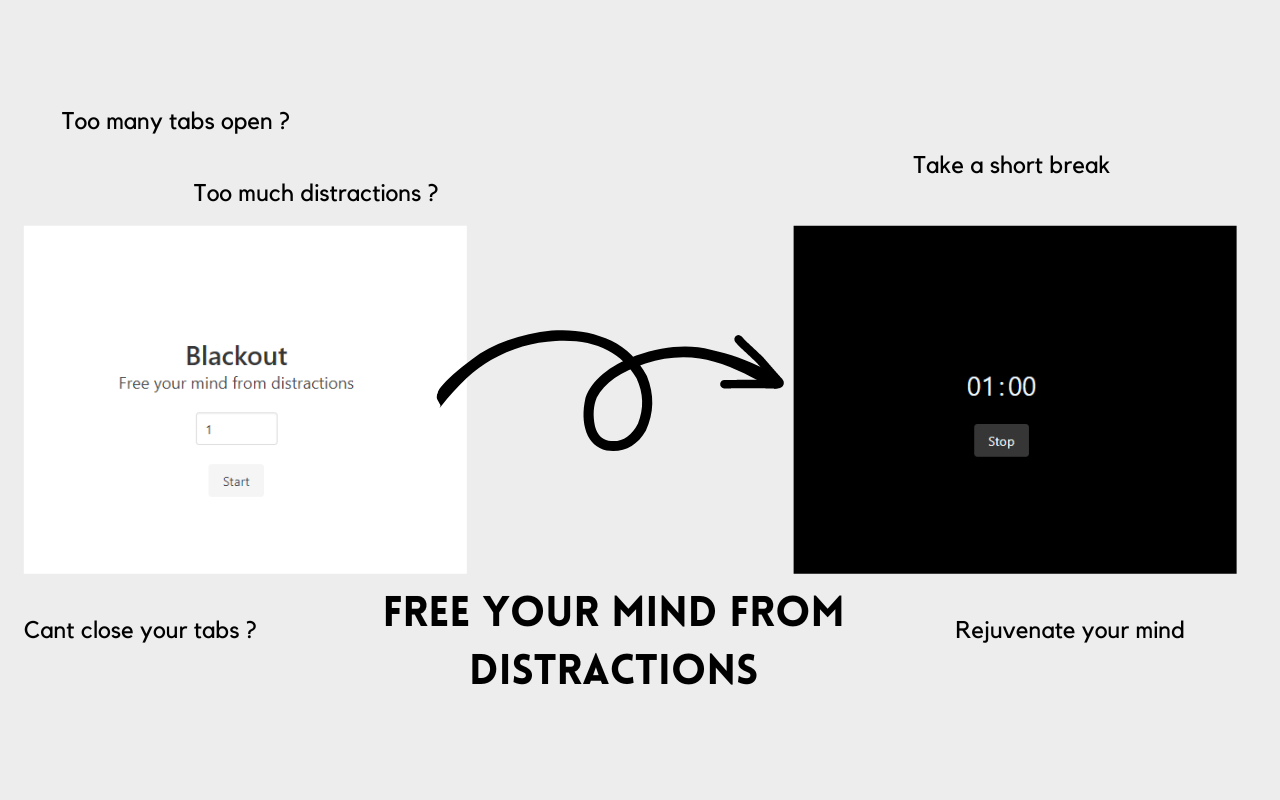 Too many tabs open ?
Too much distractions ?
Take a short break
Blackout
Free your mind from distractions
1
Start
01:00
Stop
Cant close your tabs ?
FREE YOUR MIND FROM
DISTRACTIONS
Rejuvenate your mind